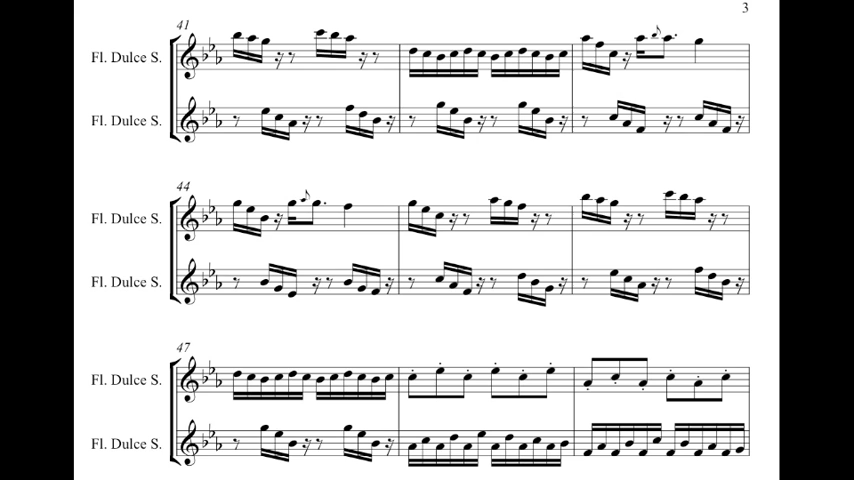 3
41
Fl. Dulce S.
Fl. Dulce S.
44
Fl. Dulce S.
Fl. Dulce S.
47
Fl. Dulce S.
Fl. Dulce S.